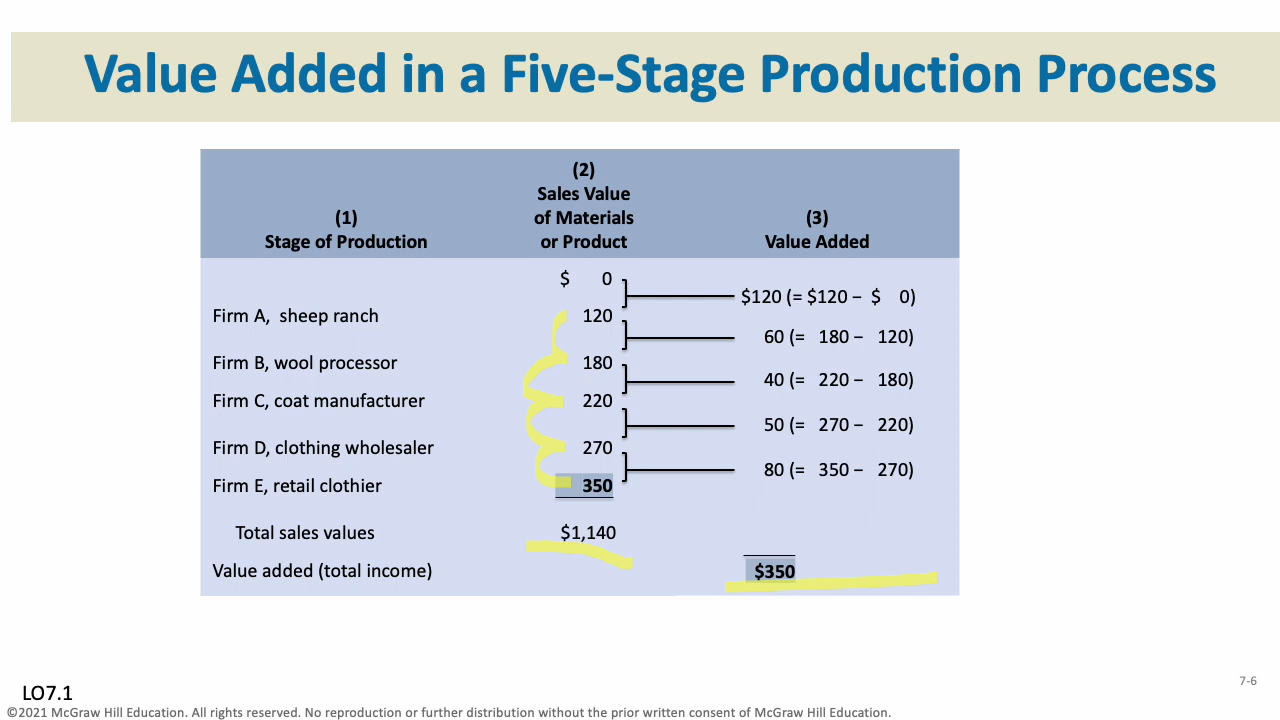 Value Added in a Five-Stage Production Process
(1)
Stage of Production
(2)
Sales Value
of Materials
or Product
(3)
Value Added
$ 0
$120 (= $120 − $ 0)
Firm A, sheep ranch 120
60 (= 180 − 120)
Firm B, wool processor 180
40 (= 220 − 180)
Firm C, coat manufacturer 220
50 (= 270 − 220)
Firm D, clothing wholesaler 270
80 (= 350 − 270)
Firm E, retail clothier 350
Total sales values $1,140
Value added (total income) $350
7-6
LO7.1
©2021 McGraw Hill Education. All rights reserved. No reproduction or further distribution without the prior written consent of McGraw Hill Education.